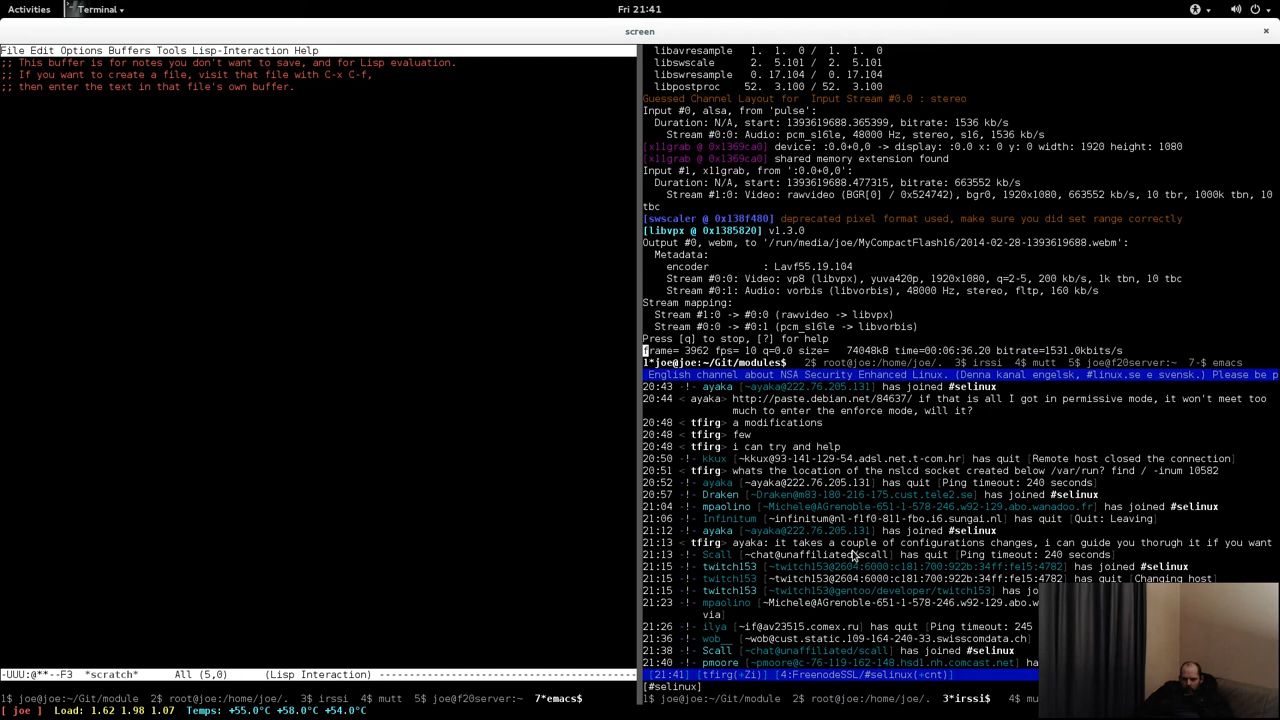 Activities
Terminal
Fri 21:41
screen
File Edit Options Buffers Tools Lisp-Interaction Help
;; This buffer is for notes you don't want to save, and for Lisp evaluation.
;; If you want to create a file, visit that file with C-x C-f,
;; then enter the text in that file's own buffer.
-UUU:@**--F3 *scratch* All (5,0) (Lisp Interaction)
1$ joe@joe:~/Git/module 2$ root@joe:/home/joe/. 3$ irssi 4$ mutt 5$ joe@f20server:~ 7*emacs$
[ joe ] Load: 1.62 1.98 1.07 Temps: +55.0°C +58.0°C +54.0°C
libavresample 1. 1. 0 / 1. 1. 0
libswscale 2. 5.101 / 2. 5.101
libswresample 0. 17.104 / 0. 17.104
libpostproc 52. 3.100 / 52. 3.100
Guessed Channel Layout for Input Stream #0.0 : stereo
Input #0, alsa, from 'pulse':
Duration: N/A, start: 1393619688.365399, bitrate: 1536 kb/s
Stream #0:0: Audio: pcm_s16le, 48000 Hz, stereo, s16, 1536 kb/s
[x11grab @ 0x1369ca0] device: :0.0+0,0 -> display: :0.0 x: 0 y: 0 width: 1920 height: 1080
[x11grab @ 0x1369ca0] shared memory extension found
Input #1, x11grab, from ':0.0+0,0':
Duration: N/A, start: 1393619688.477315, bitrate: 663552 kb/s
Stream #1:0: Video: rawvideo (BGR[0] / 0x524742), bgr0, 1920x1080, 663552 kb/s, 10 tbr, 1000k tbn, 10
tbc
[swscaler @ 0x138f480] deprecated pixel format used, make sure you did set range correctly
[libvpx @ 0x1385820] v1.3.0
Output #0, webm, to '/run/media/joe/MyCompactFlash16/2014-02-28-1393619688.webm':
Metadata:
encoder : Lavf55.19.104
Stream #0:0: Video: vp8 (libvpx), yuva420p, 1920x1080, q=2-5, 200 kb/s, 1k tbn, 10 tbc
Stream #0:1: Audio: vorbis (libvorbis), 48000 Hz, stereo, fltp, 160 kb/s
Stream mapping:
Stream #1:0 -> #0:0 (rawvideo -> libvpx)
Stream #0:0 -> #0:1 (pcm_s16le -> libvorbis)
Press [q] to stop, [?] for help
frame= 3962 fps= 10 q=0.0 size= 74048kB time=00:06:36.20 bitrate=1531.0kbits/s
1*joe@joe:~/Git/modules$ 2$ root@joe:/home/joe/. 3$ irssi 4$ mutt 5$ joe@f20server:~ 7-$ emacs
English channel about NSA Security Enhanced Linux. (Denna kanal engelsk, #linux.se e svensk.) Please be p
20:43 -!- ayaka [~ayaka@222.76.205.131] has joined #selinux
20:44 < ayaka> http://paste.debian.net/84637/ if that is all I got in permissive mode, it won't meet too
much to enter the enforce mode, will it?
20:48 < tfirg> a modifications
20:48 < tfirg> few
20:48 < tfirg> i can try and help
20:50 -!- kkux [~kkux@93-141-129-54.adsl.net.t-com.hr] has quit [Remote host closed the connection]
20:51 < tfirg> whats the location of the nslcd socket created below /var/run? find / -inum 10582
20:52 -!- ayaka [~ayaka@222.76.205.131] has quit [Ping timeout: 240 seconds]
20:57 -!- Draken [~Draken@m83-180-216-175.cust.tele2.se] has joined #selinux
21:04 -!- mpaolino [~Michele@AGrenoble-651-1-578-246.w92-129.abo.wanadoo.fr] has joined #selinux
21:06 -!- Infinitum [~infinitum@nl-f1f0-811-fbo.i6.sungai.nl] has quit [Quit: Leaving]
21:12 -!- ayaka [~ayaka@222.76.205.131] has joined #selinux
21:13 < tfirg> ayaka: it takes a couple of configurations changes, i can guide you thorugh it if you want
21:13 -!- Scall [~chat@unaffiliated/scall] has quit [Ping timeout: 240 seconds]
21:15 -!- twitch153 [~twitch153@2604:6000:c181:700:922b:34ff:fe15:4782] has joined #selinux
21:15 -!- twitch153 [~twitch153@2604:6000:c181:700:922b:34ff:fe15:4782] has quit [Changing host]
21:15 -!- twitch153 [~twitch153@gentoo/developer/twitch153] has jo
21:23 -!- mpaolino [~Michele@AGrenoble-651-1-578-246.w92-129.abo.w
via]
21:26 -!- ilya [~if@av23515.comex.ru] has quit [Ping timeout: 245
21:36 -!- wob__ [~wob@cust.static.109-164-240-33.swisscomdata.ch]
21:38 -!- Scall [~chat@unaffiliated/scall] has joined #selinux
21:40 -!- pmoore [~pmoore@c-76-119-162-148.hsd1.nh.comcast.net] ha
[21:41] [tfirg(+Zi)] [4:FreenodeSSL/#selinux(+cnt)]
[#selinux]
1$ joe@joe:~/Git/module 2$ root@joe:/home/joe/. 3*irssi$ 4$ mu